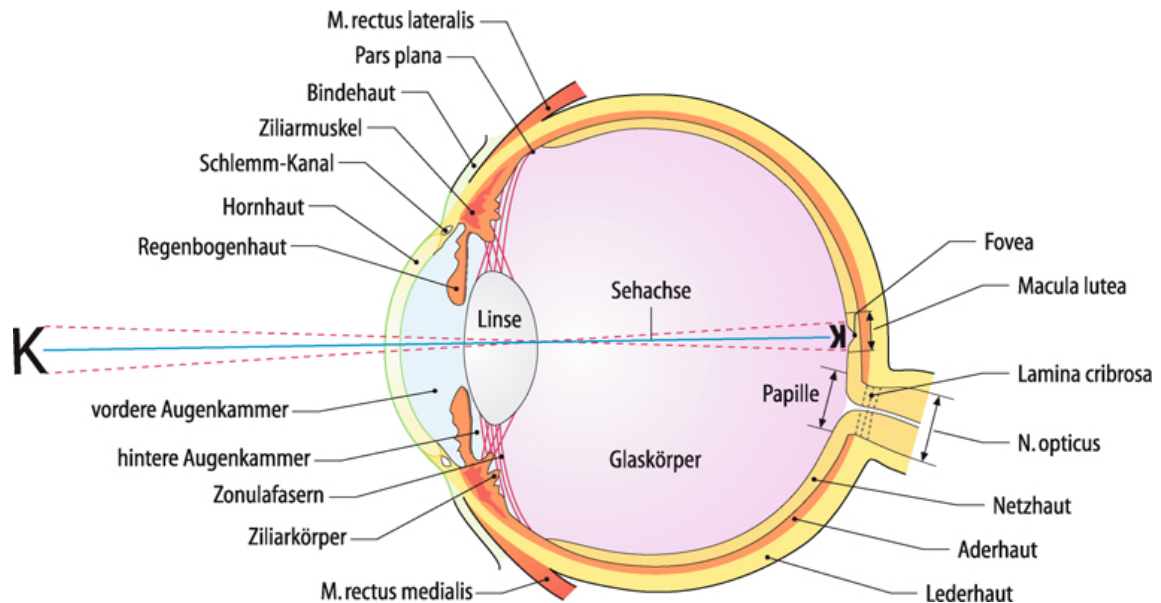 M. rectus lateralis
Pars plana
Bindehaut
Ziliarmuskel
Schlemm-Kanal
Hornhaut
Regenbogenhaut
Fovea
Macula lutea
Sehachse
Linse
K
K
Lamina cribrosa
Papille
vordere Augenkammer
N. opticus
hintere Augenkammer
Glaskörper
Zonulafasern
Netzhaut
Ziliarkörper
Aderhaut
M. rectus medialis
Lederhaut